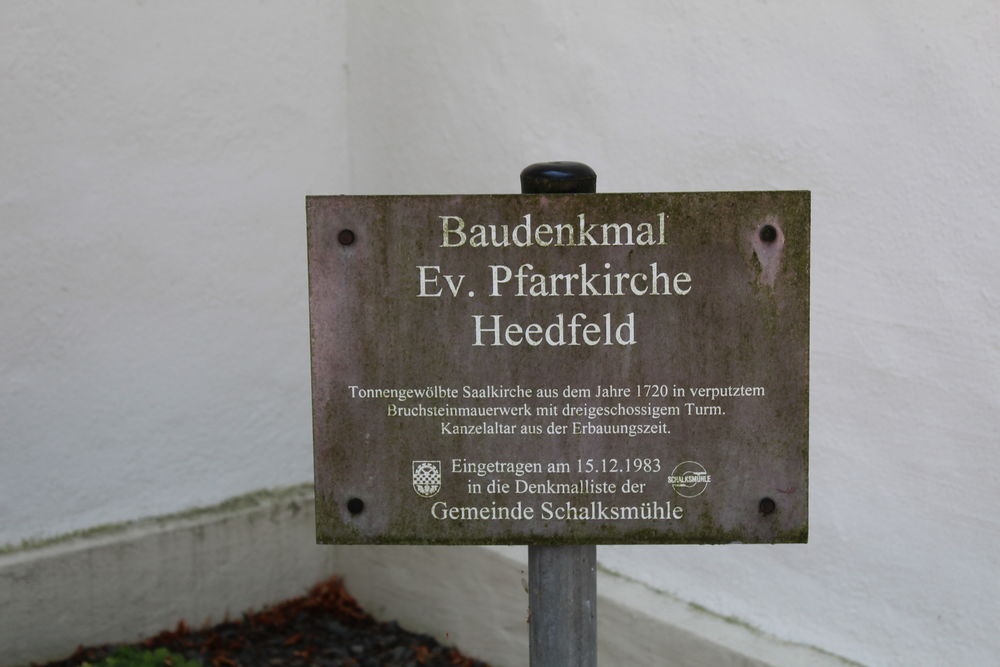 Baudenkmal
Ev. Pfarrkirche
Heedfeld
Tonnengewölbte Saalkirche aus dem Jahre 1720 in verputztem
Bruchsteinmauerwerk mit dreigeschossigem Turm.
Kanzelaltar aus der Erbauungszeit.
Eingetragen am 15.12.1983
in die Denkmalliste der
Gemeinde Schalksmühle
SCHALKSMÜHLE